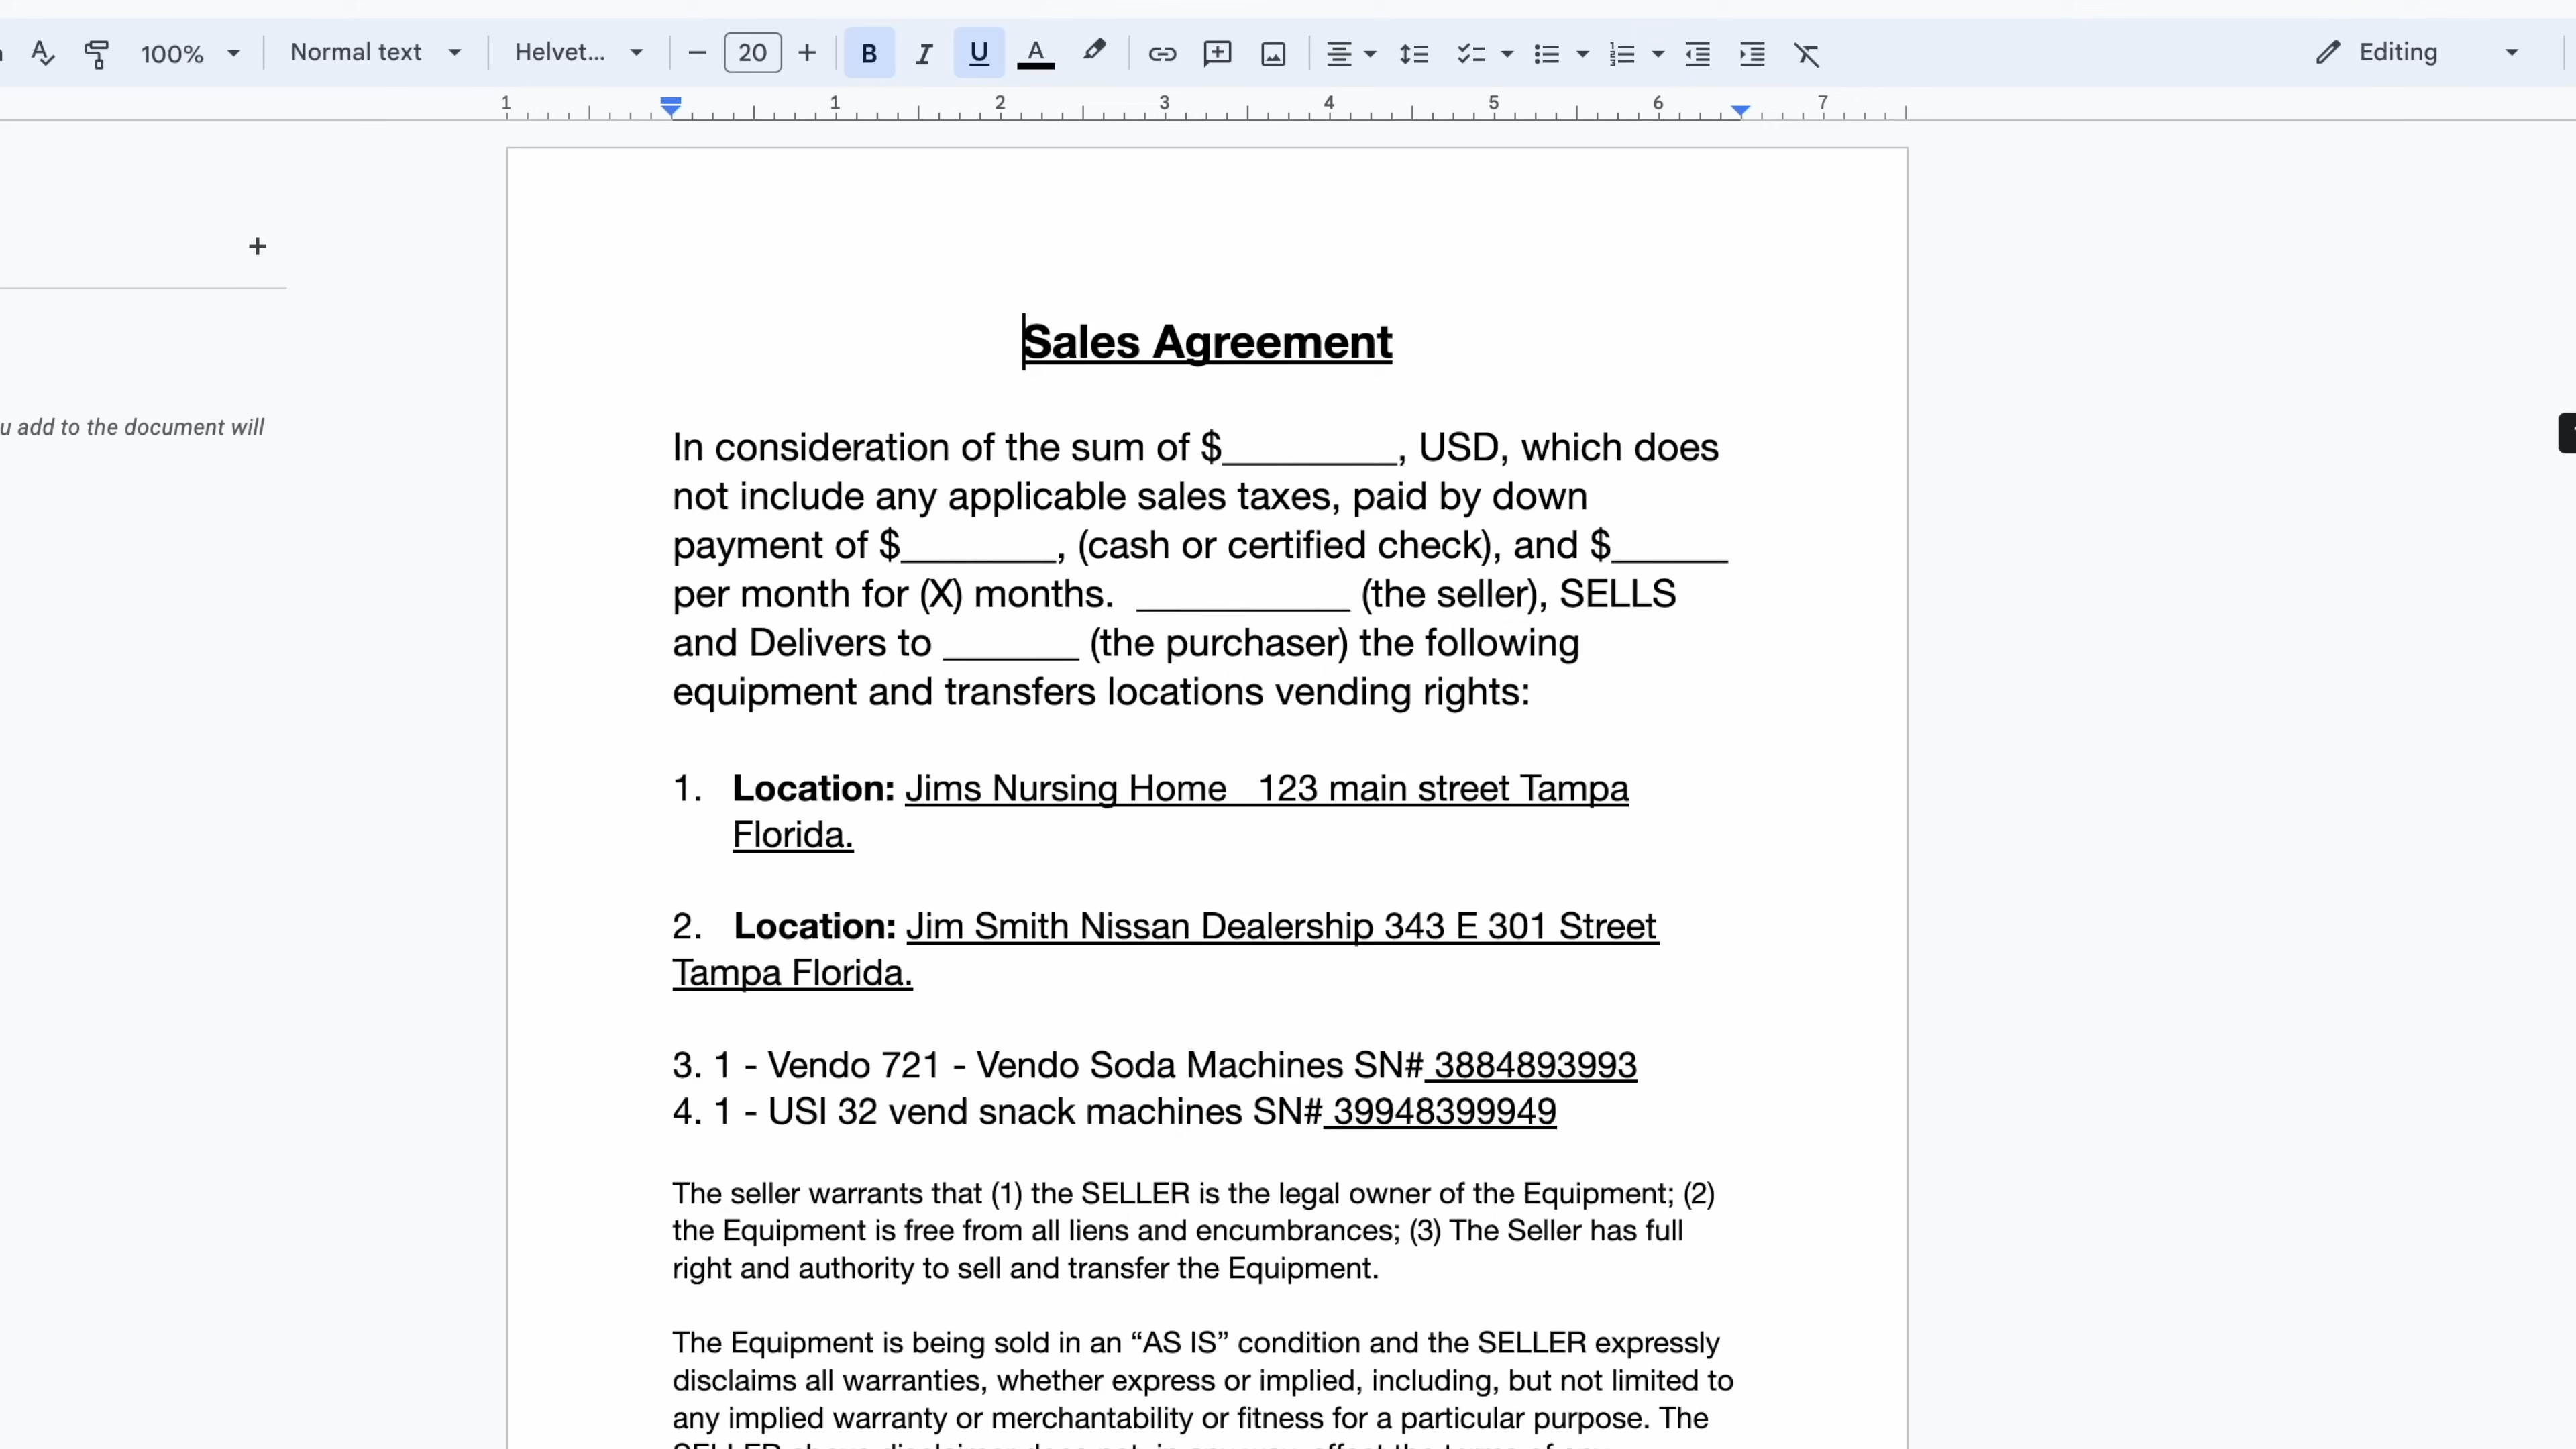 100% Normal text Helvet... 20 B I U A Editing
1 1 2 3 4 5 6 7
u add to the document will
Sales Agreement
In consideration of the sum of $_________, USD, which does
not include any applicable sales taxes, paid by down
payment of $________, (cash or certified check), and $______
per month for (X) months. ___________ (the seller), SELLS
and Delivers to _______ (the purchaser) the following
equipment and transfers locations vending rights:
1. Location: Jims Nursing Home 123 main street Tampa
Florida.
2. Location: Jim Smith Nissan Dealership 343 E 301 Street
Tampa Florida.
3. 1 - Vendo 721 - Vendo Soda Machines SN# 3884893993
4. 1 - USI 32 vend snack machines SN# 39948399949
The seller warrants that (1) the SELLER is the legal owner of the Equipment; (2)
the Equipment is free from all liens and encumbrances; (3) The Seller has full
right and authority to sell and transfer the Equipment.
The Equipment is being sold in an “AS IS” condition and the SELLER expressly
disclaims all warranties, whether express or implied, including, but not limited to
any implied warranty or merchantability or fitness for a particular purpose. The